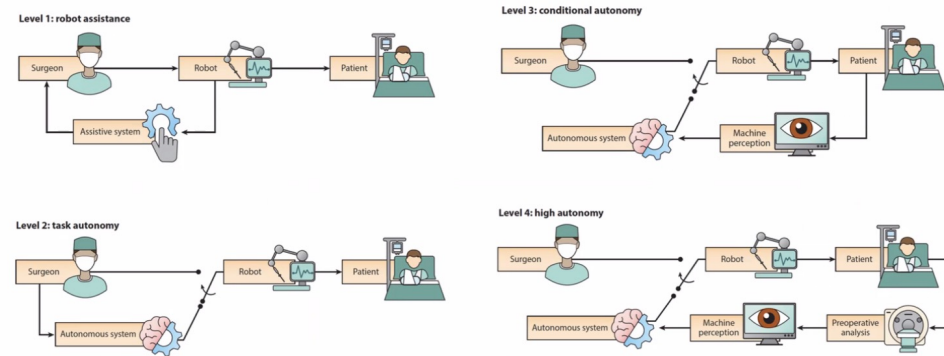 Level 1: robot assistance
Surgeon
Robot
Patient
Assistive system
Level 2: task autonomy
Surgeon
Robot
Patient
Autonomous system
Level 3: conditional autonomy
Surgeon
Robot
Patient
Autonomous system
Machine
perception
Level 4: high autonomy
Surgeon
Robot
Patient
Autonomous system
Machine
perception
Preoperative
analysis